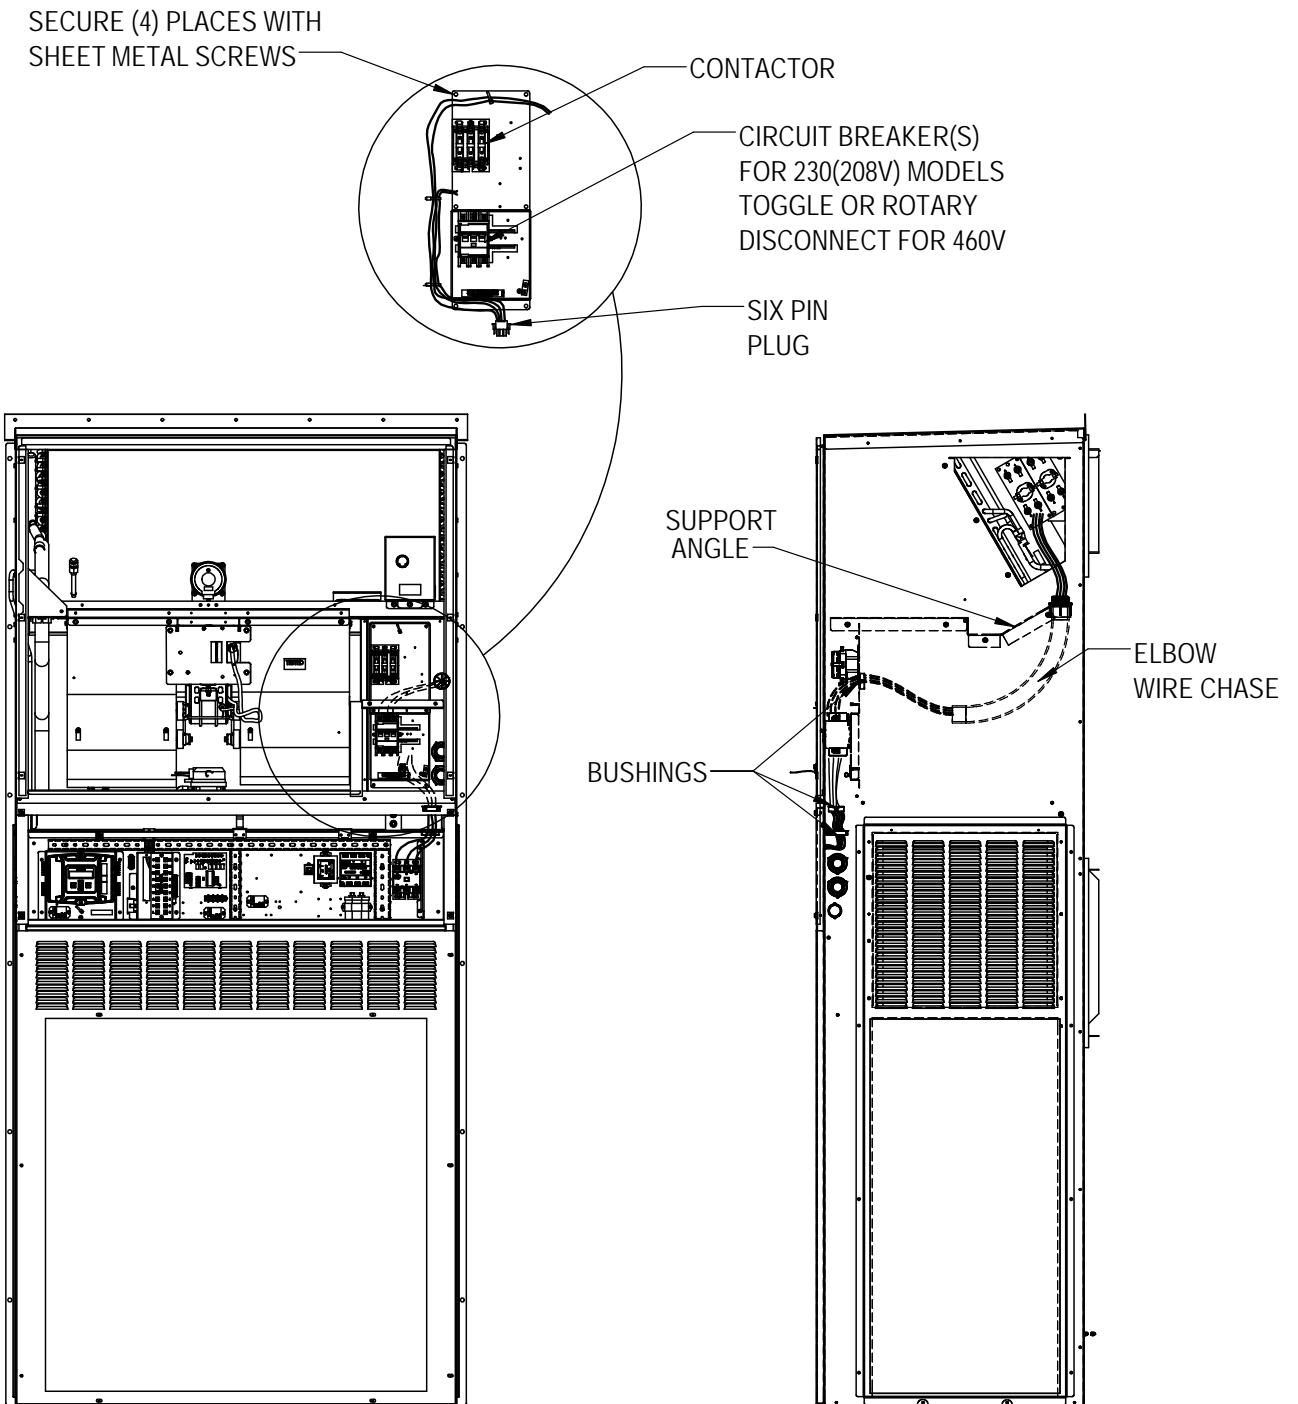 SECURE (4) PLACES WITH
SHEET METAL SCREWS
CONTACTOR
CIRCUIT BREAKER(S)
FOR 230(208V) MODELS
TOGGLE OR ROTARY
DISCONNECT FOR 460V
SIX PIN
PLUG
SUPPORT
ANGLE
ELBOW
WIRE CHASE
BUSHINGS